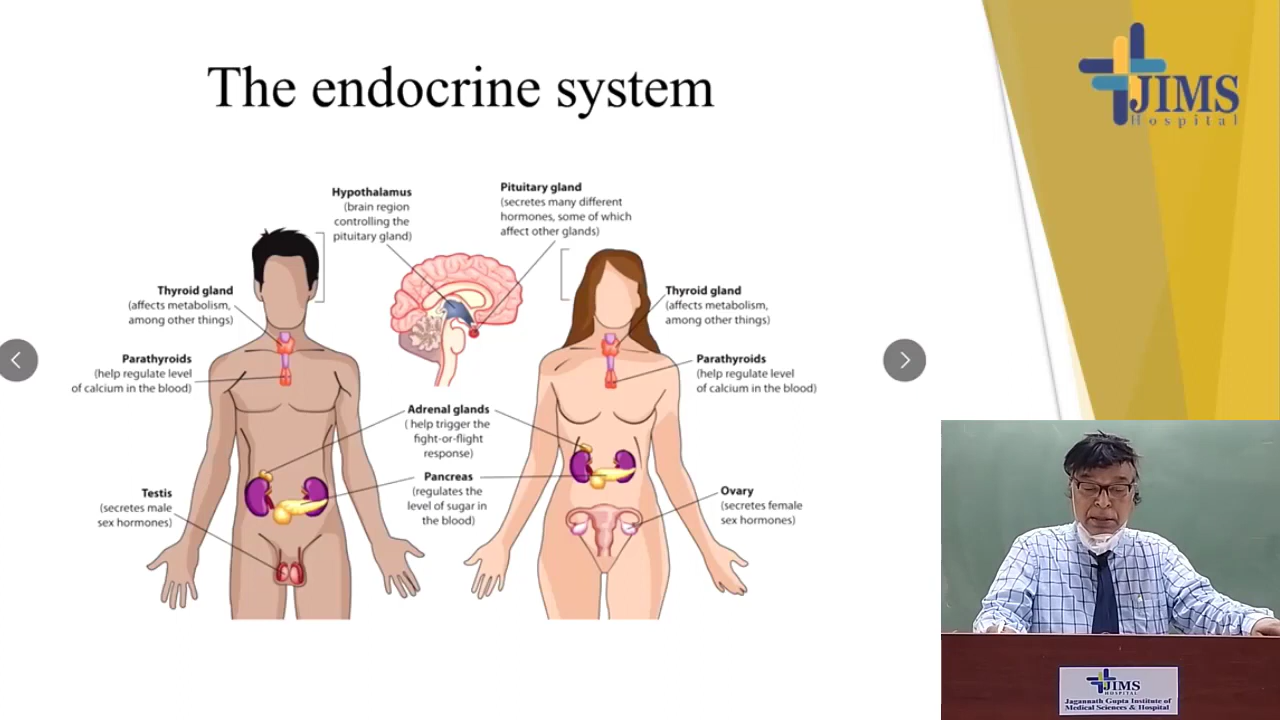 The endocrine system
JIMS
Hospital
Hypothalamus
(brain region
controlling the
pituitary gland)
Pituitary gland
(secretes many different
hormones, some of which
affect other glands)
Thyroid gland
(affects metabolism,
among other things)
Thyroid gland
(affects metabolism,
among other things)
Parathyroids
(help regulate level
of calcium in the blood)
Parathyroids
(help regulate level
of calcium in the blood)
Adrenal glands
( help trigger the
fight-or-flight
response)
Pancreas
(regulates the
level of sugar in
the blood)
Testis
(secretes male
sex hormones)
Ovary
(secretes female
sex hormones)
JIMS
HOSPITAL
Jagannath Gupta Institute of
Medical Sciences & Hospital